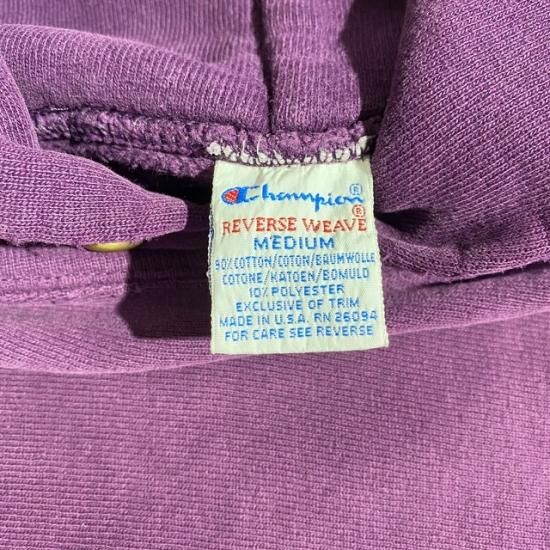 Champion®
REVERSE WEAVE®
MEDIUM
90% COTTON/COTON/BAUMWOLLE
COTONE/KATOEN/BOMULD
10% POLYESTER
EXCLUSIVE OF TRIM
MADE IN U.S.A. RN 26094
FOR CARE SEE REVERSE